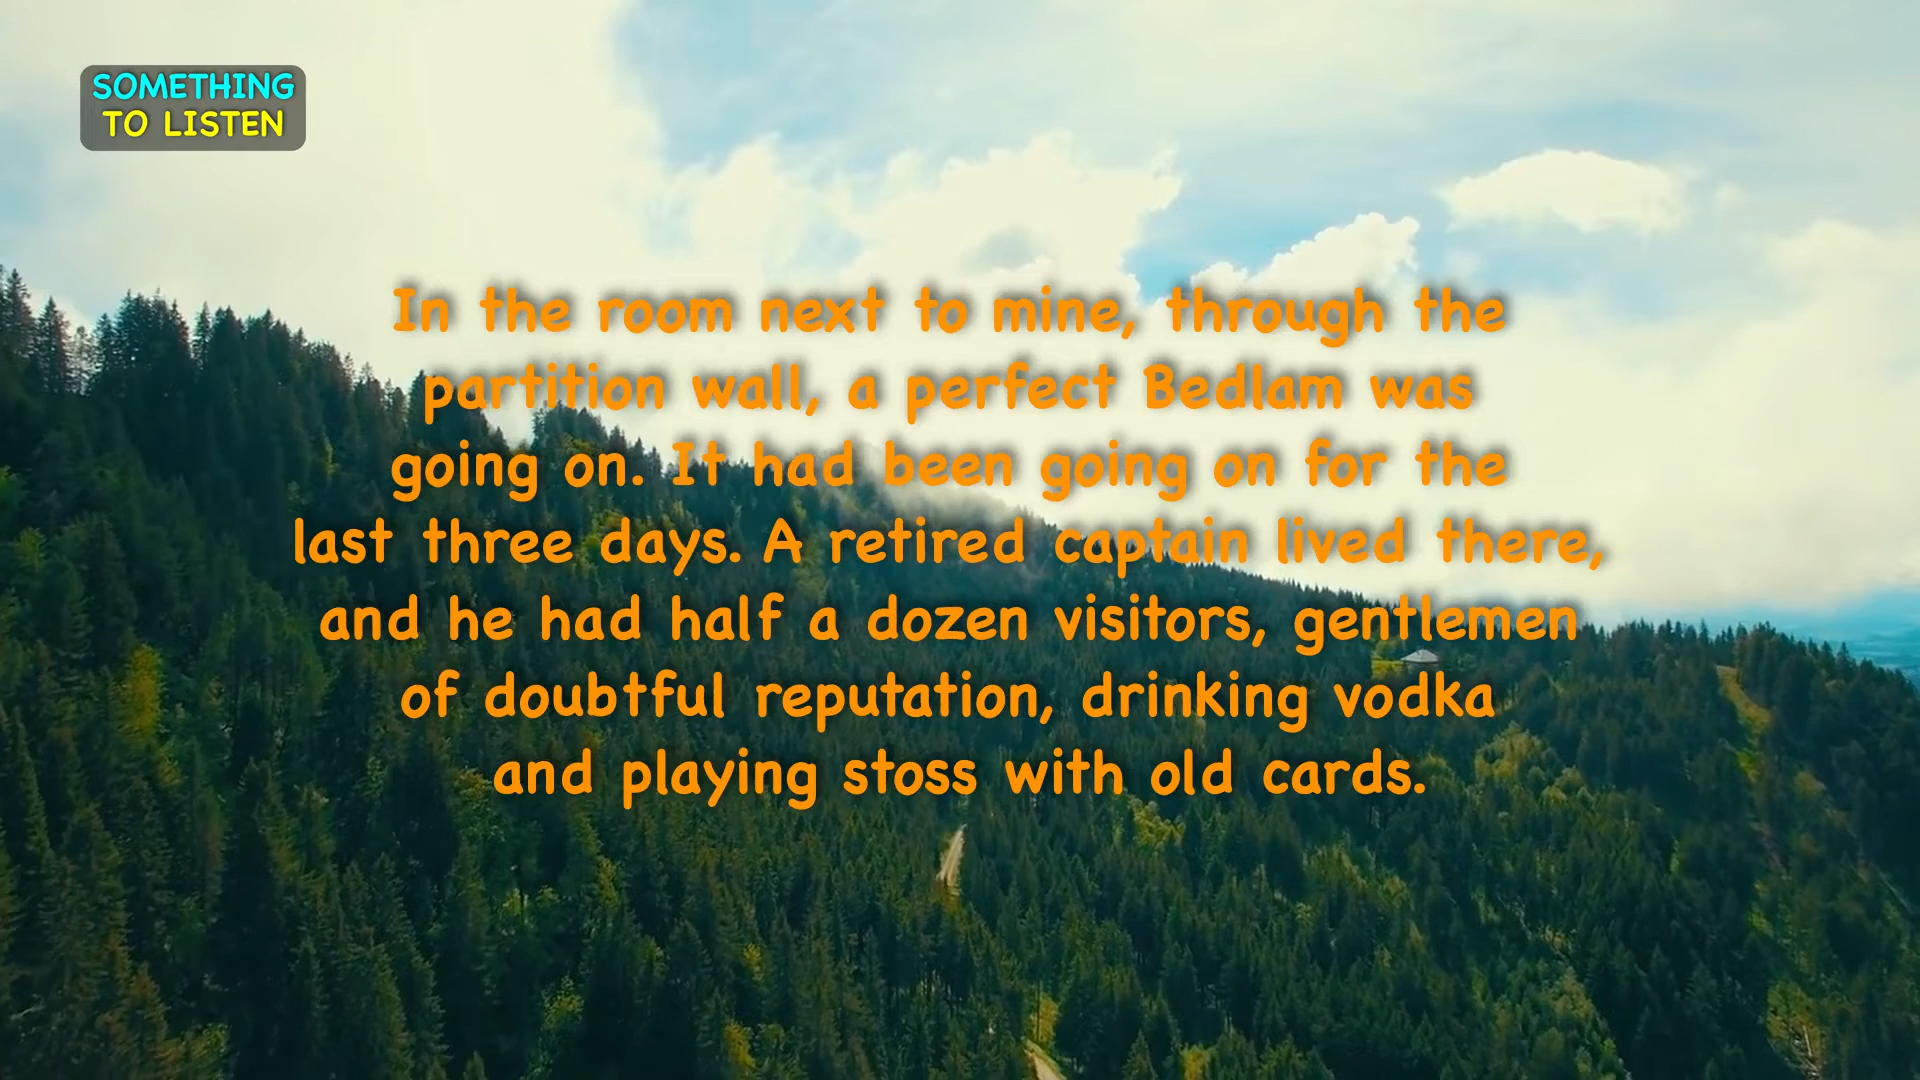 SOMETHING
TO LISTEN
In the room next to mine, through the
partition wall, a perfect Bedlam was
going on. It had been going on for the
last three days. A retired captain lived there,
and he had half a dozen visitors, gentlemen
of doubtful reputation, drinking vodka
and playing stoss with old cards.